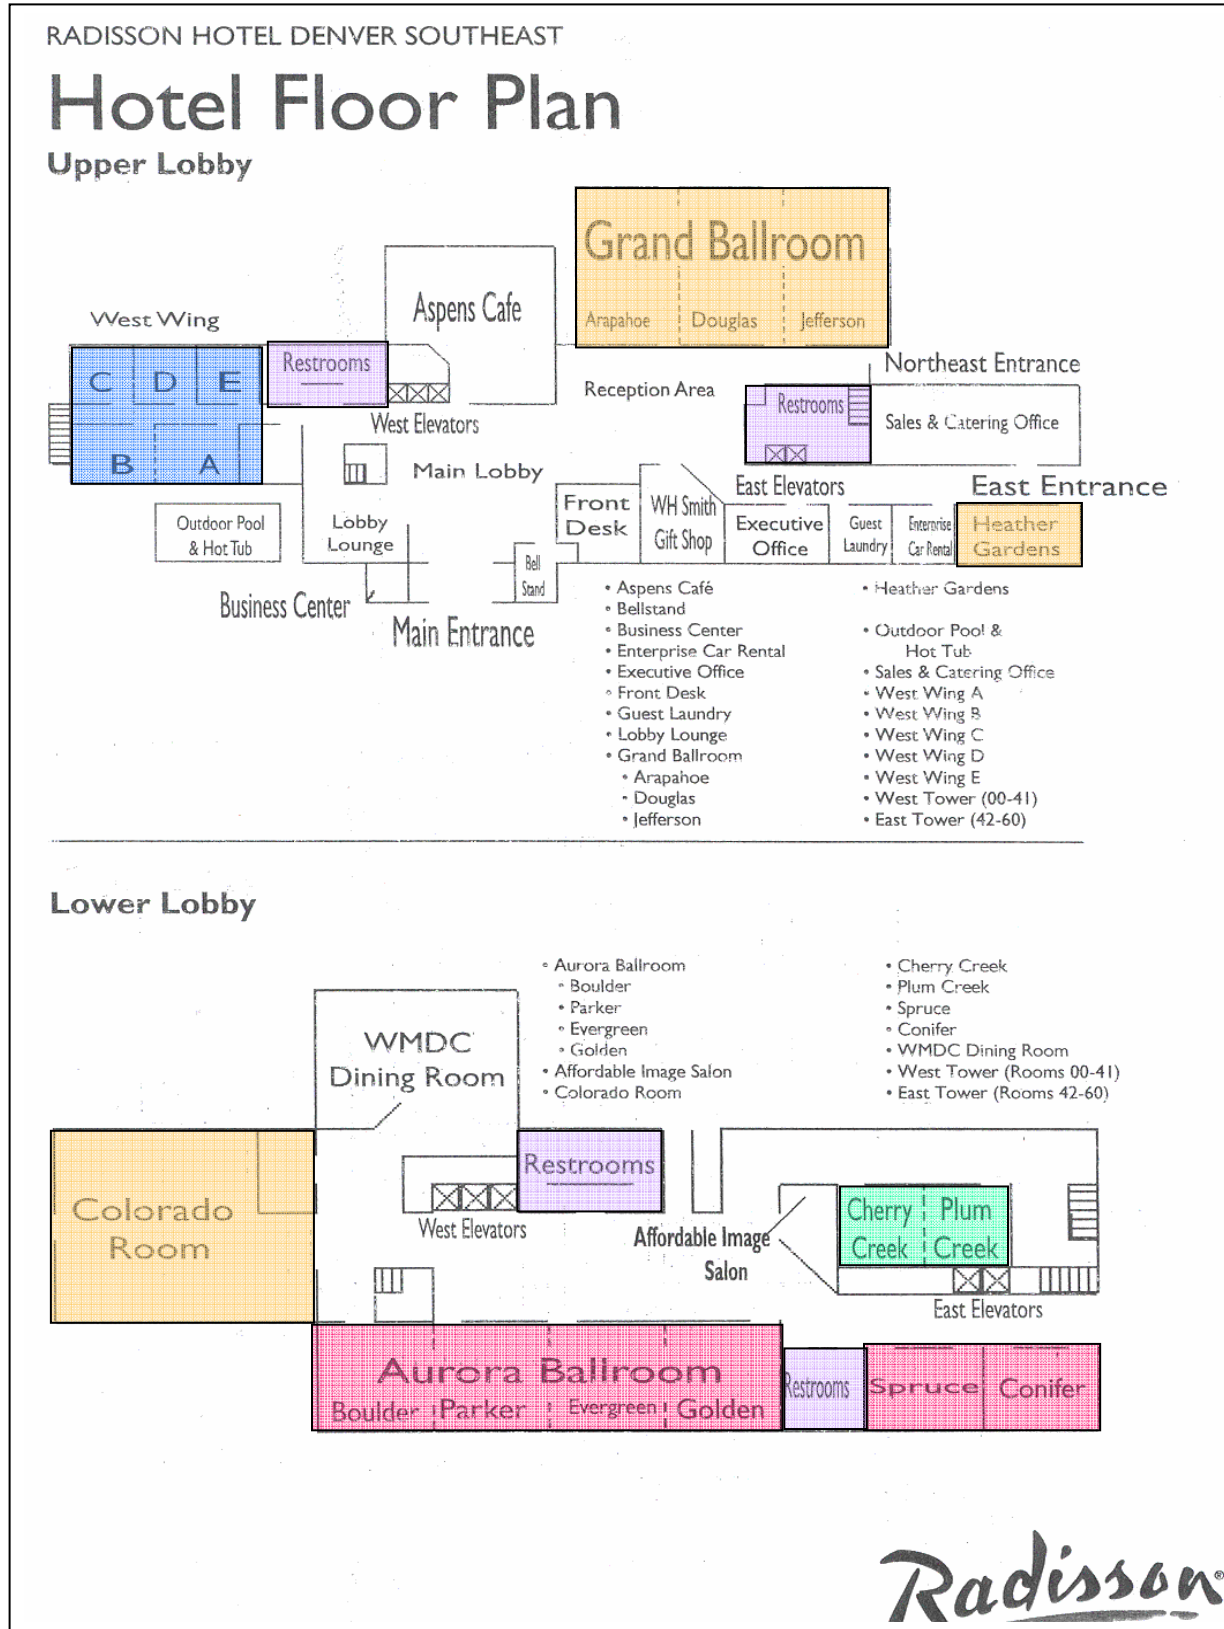 RADISSON HOTEL DENVER SOUTHEAST
Hotel Floor Plan
Upper Lobby
Grand Ballroom
Arapahoe
Douglas
Jefferson
Aspens Cafe
West Wing
C
D
E
B
A
Restrooms
West Elevators
Reception Area
Northeast Entrance
Restrooms
Sales & Catering Office
East Elevators
East Entrance
Main Lobby
Front
Desk
WH Smith
Gift Shop
Executive
Office
Guest
Laundry
Enterprise
Car Rental
Heather
Gardens
Outdoor Pool
& Hot Tub
Lobby
Lounge
Bell
Stand
Business Center
Main Entrance
• Aspens Café
• Bellstand
• Business Center
• Enterprise Car Rental
• Executive Office
• Front Desk
• Guest Laundry
• Lobby Lounge
• Grand Ballroom
• Arapahoe
• Douglas
• Jefferson
• Heather Gardens
• Outdoor Pool &
Hot Tub
• Sales & Catering Office
• West Wing A
• West Wing B
• West Wing C
• West Wing D
• West Wing E
• West Tower (00-41)
• East Tower (42-60)
Lower Lobby
• Aurora Ballroom
• Boulder
• Parker
• Evergreen
• Golden
• Affordable Image Salon
• Colorado Room
• Cherry Creek
• Plum Creek
• Spruce
• Conifer
• WMDC Dining Room
• West Tower (Rooms 00-41)
• East Tower (Rooms 42-60)
WMDC
Dining Room
Colorado
Room
Restrooms
West Elevators
Affordable Image
Salon
Cherry
Creek
Plum
Creek
East Elevators
Aurora Ballroom
Boulder
Parker
Evergreen
Golden
Restrooms
Spruce
Conifer
Radisson®